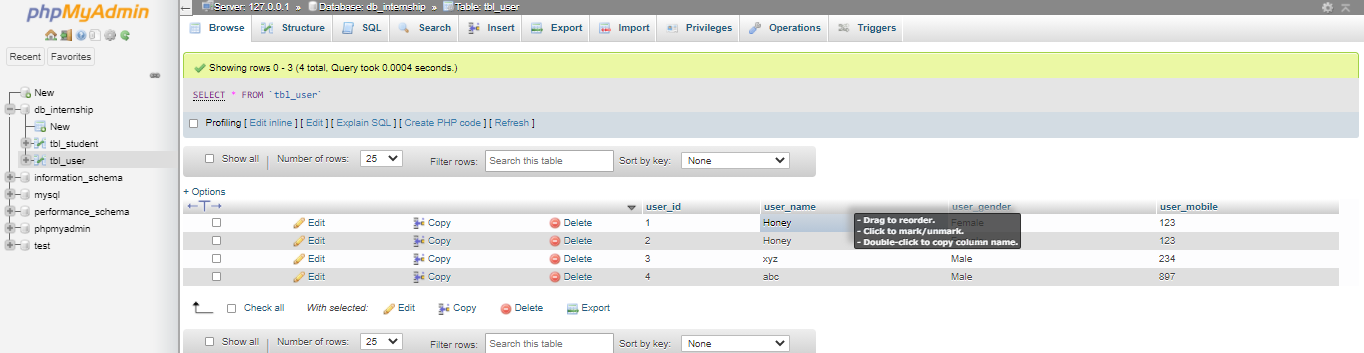 phpMyAdmin
Recent Favorites
New
db_internship
New
tbl_student
tbl_user
information_schema
mysql
performance_schema
phpmyadmin
test
Server: 127.0.0.1 » Database: db_internship » Table: tbl_user
Browse Structure SQL Search Insert Export Import Privileges Operations Triggers
Showing rows 0 - 3 (4 total, Query took 0.0004 seconds.)
SELECT * FROM `tbl_user`
Profiling [ Edit inline ] [ Edit ] [ Explain SQL ] [ Create PHP code ] [ Refresh ]
Show all Number of rows: 25 Filter rows: Search this table Sort by key: None
+ Options
←T→ user_id user_name user_gender user_mobile
Edit Copy Delete 1 Honey Female 123
Edit Copy Delete 2 Honey 123
Edit Copy Delete 3 xyz Male 234
Edit Copy Delete 4 abc Male 897
- Drag to reorder.
- Click to mark/unmark.
- Double-click to copy column name.
Check all With selected: Edit Copy Delete Export
Show all Number of rows: 25 Filter rows: Search this table Sort by key: None